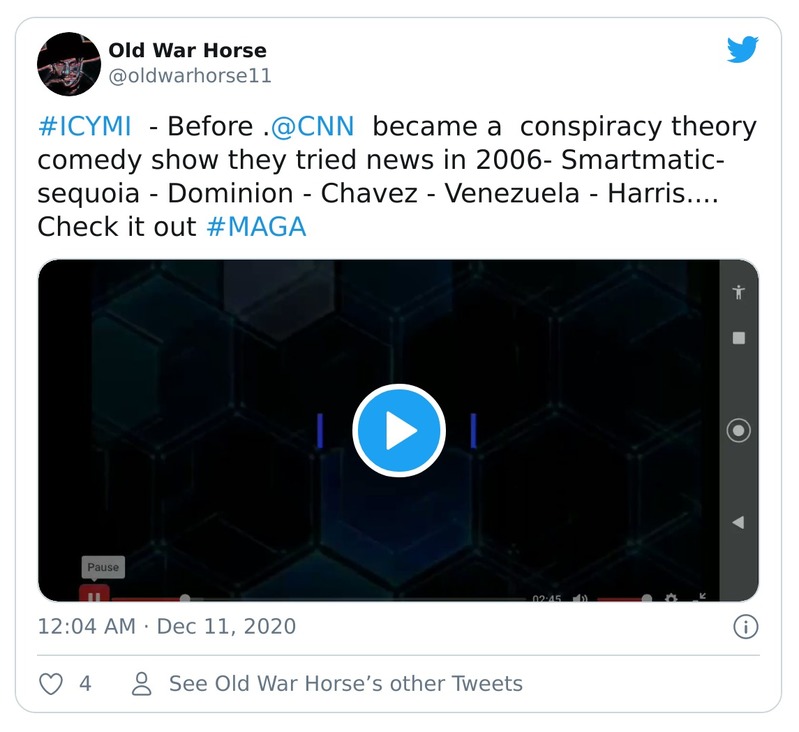 Old War Horse
@oldwarhorse11
#ICYMI - Before .@CNN became a conspiracy theory
comedy show they tried news in 2006- Smartmatic-
sequoia - Dominion - Chavez - Venezuela - Harris....
Check it out #MAGA
Pause
02:45
12:04 AM · Dec 11, 2020
4
See Old War Horse’s other Tweets